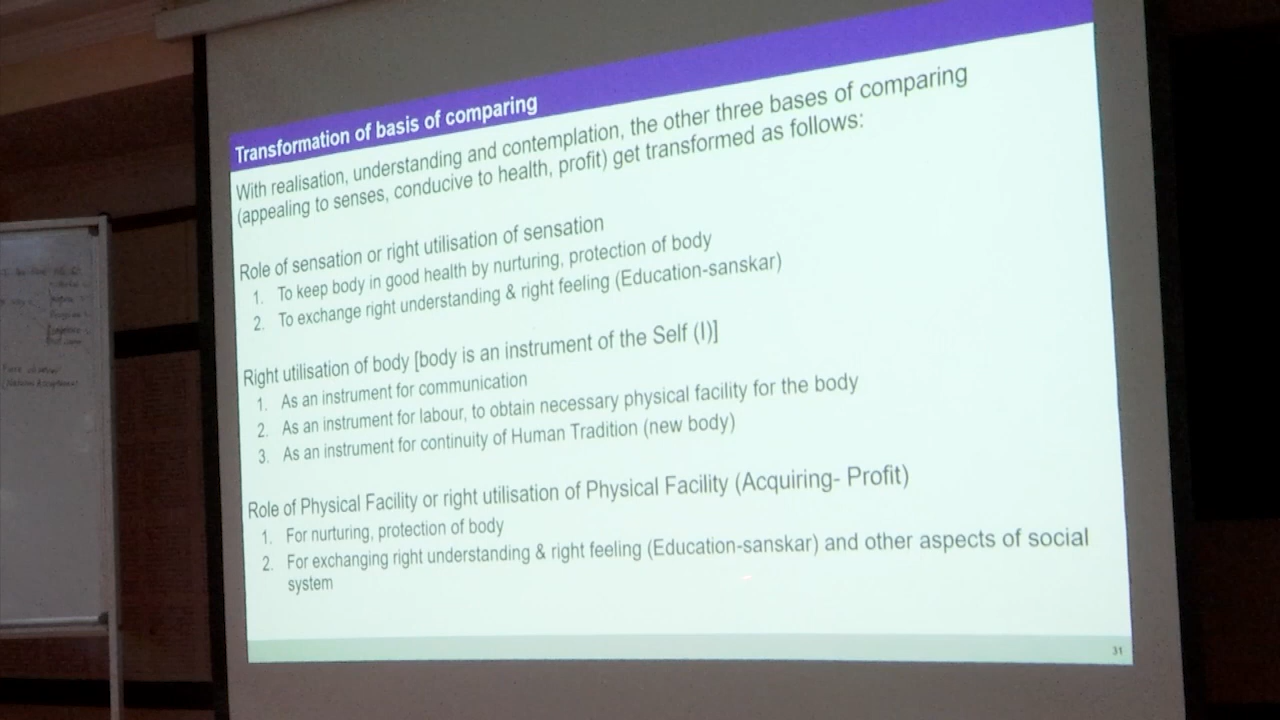 Transformation of basis of comparing
With realisation, understanding and contemplation, the other three bases of comparing
(appealing to senses, conducive to health, profit) get transformed as follows:
Role of sensation or right utilisation of sensation
1. To keep body in good health by nurturing, protection of body
2. To exchange right understanding & right feeling (Education-sanskar)
Right utilisation of body [body is an instrument of the Self (I)]
1. As an instrument for communication
2. As an instrument for labour, to obtain necessary physical facility for the body
3. As an instrument for continuity of Human Tradition (new body)
Role of Physical Facility or right utilisation of Physical Facility (Acquiring- Profit)
1. For nurturing, protection of body
2. For exchanging right understanding & right feeling (Education-sanskar) and other aspects of social
system
31